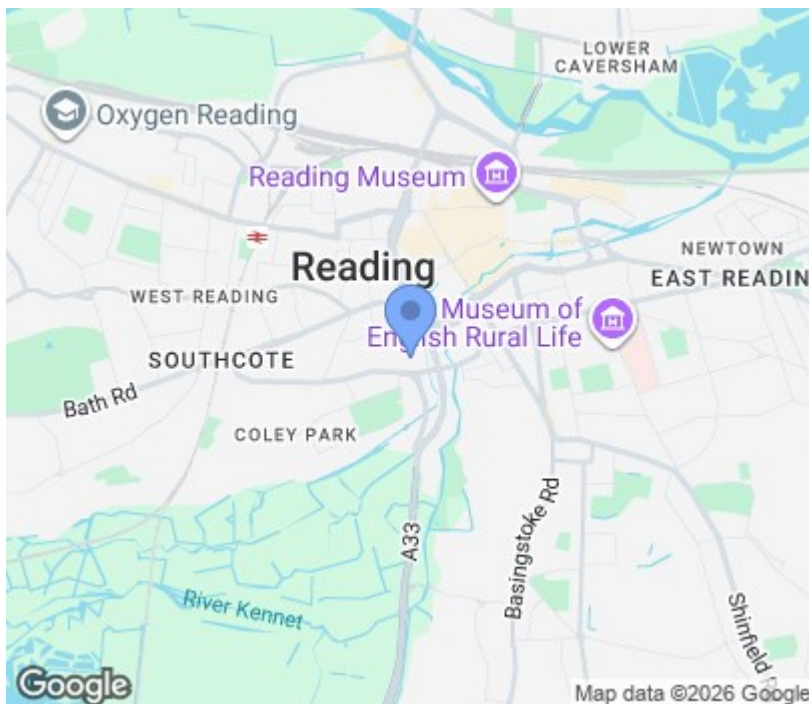 LOWER
CAVERSHAM
Oxygen Reading
Reading Museum
NEWTOWN
Reading
EAST READIN
WEST READING
Museum of
English Rural Life
SOUTHCOTE
Bath Rd
COLEY PARK
A33
Basingstoke Rd
River Kennet
Shinfield R
Google
Map data ©2026 Google